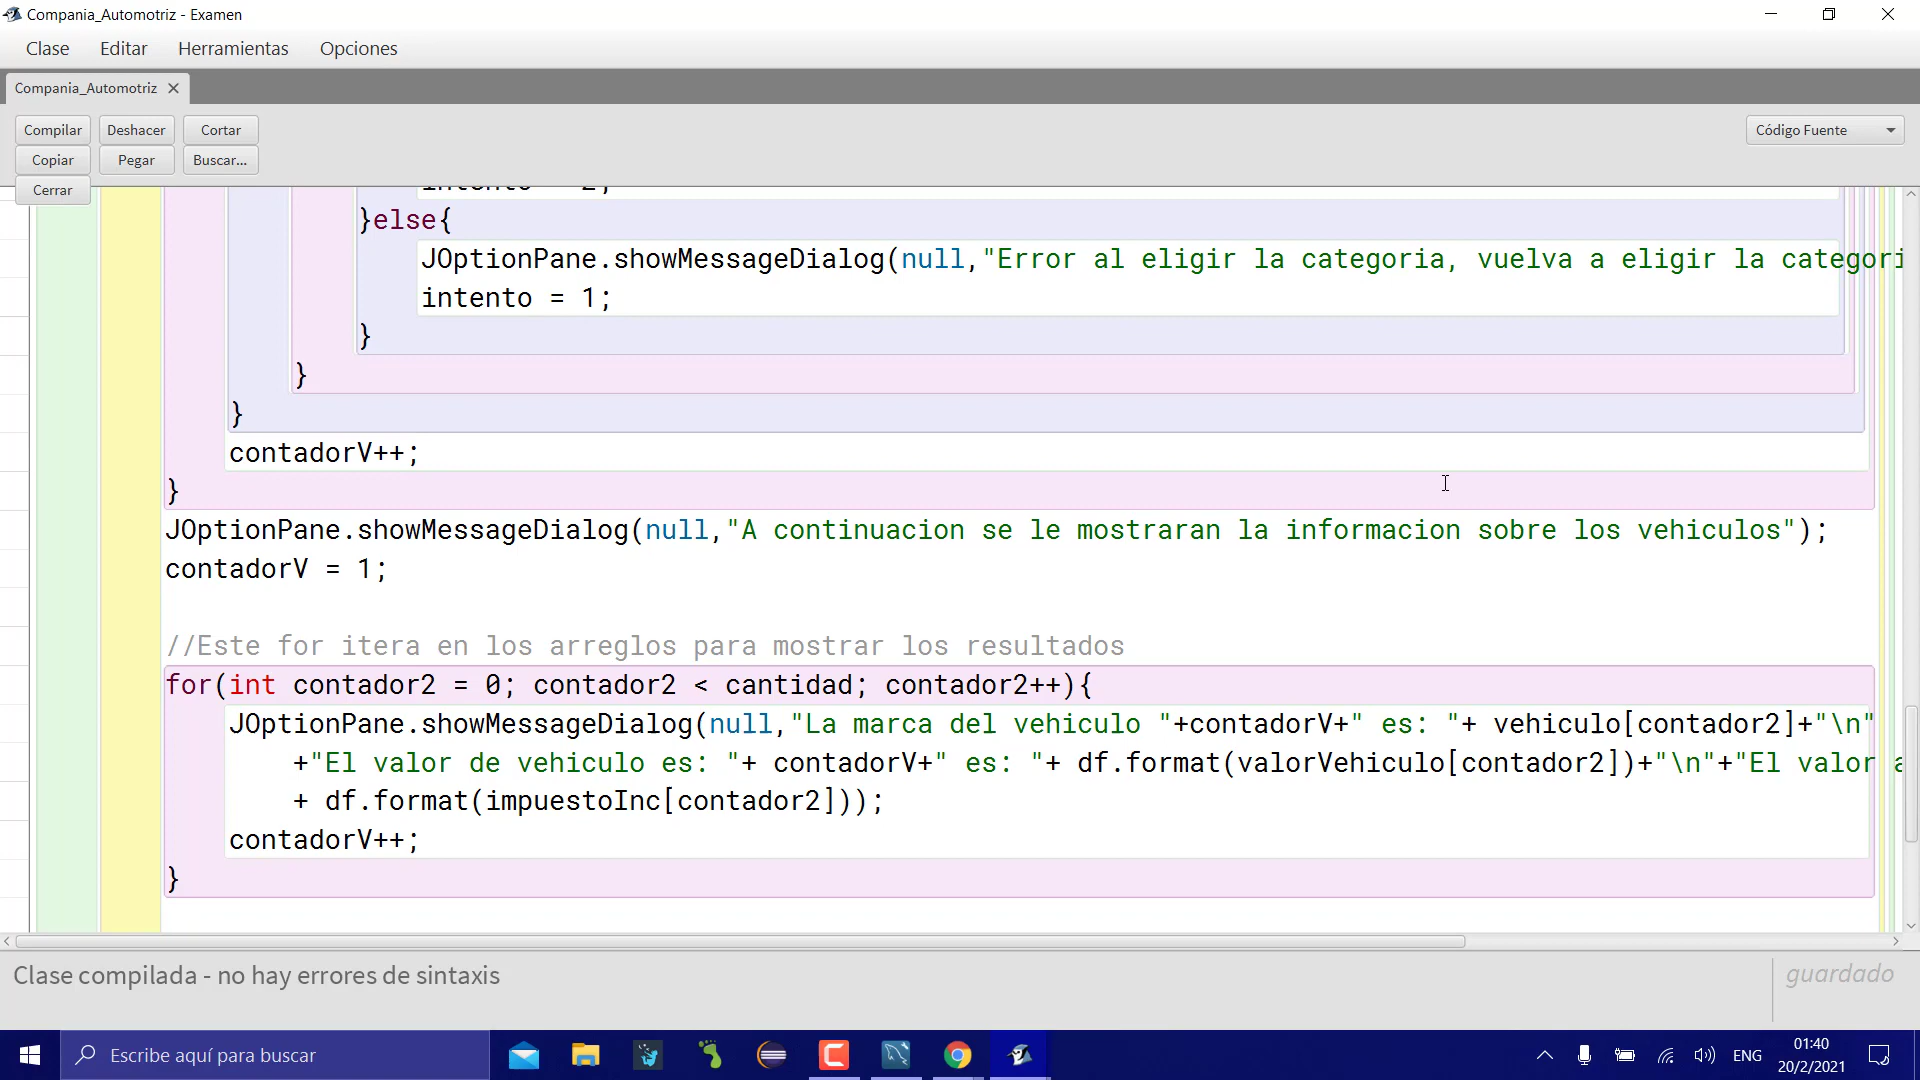 Compania_Automotriz - Examen
Clase Editar Herramientas Opciones
Compania_Automotriz
Compilar Deshacer Cortar
Código Fuente
Copiar Pegar Buscar...
Cerrar
}else{
JOptionPane.showMessageDialog(null,"Error al eligir la categoria, vuelva a eligir la categori
intento = 1;
}
}
}
contadorV++;
}
JOptionPane.showMessageDialog(null,"A continuacion se le mostraran la informacion sobre los vehiculos");
contadorV = 1;
//Este for itera en los arreglos para mostrar los resultados
for(int contador2 = 0; contador2 < cantidad; contador2++){
JOptionPane.showMessageDialog(null,"La marca del vehiculo "+contadorV+" es: "+ vehiculo[contador2]+"\n"
+"El valor de vehiculo es: "+ contadorV+" es: "+ df.format(valorVehiculo[contador2])+"\n"+"El valor a
+ df.format(impuestoInc[contador2]));
contadorV++;
}
Clase compilada - no hay errores de sintaxis
guardado
Escribe aquí para buscar
ENG
01:40
20/2/2021